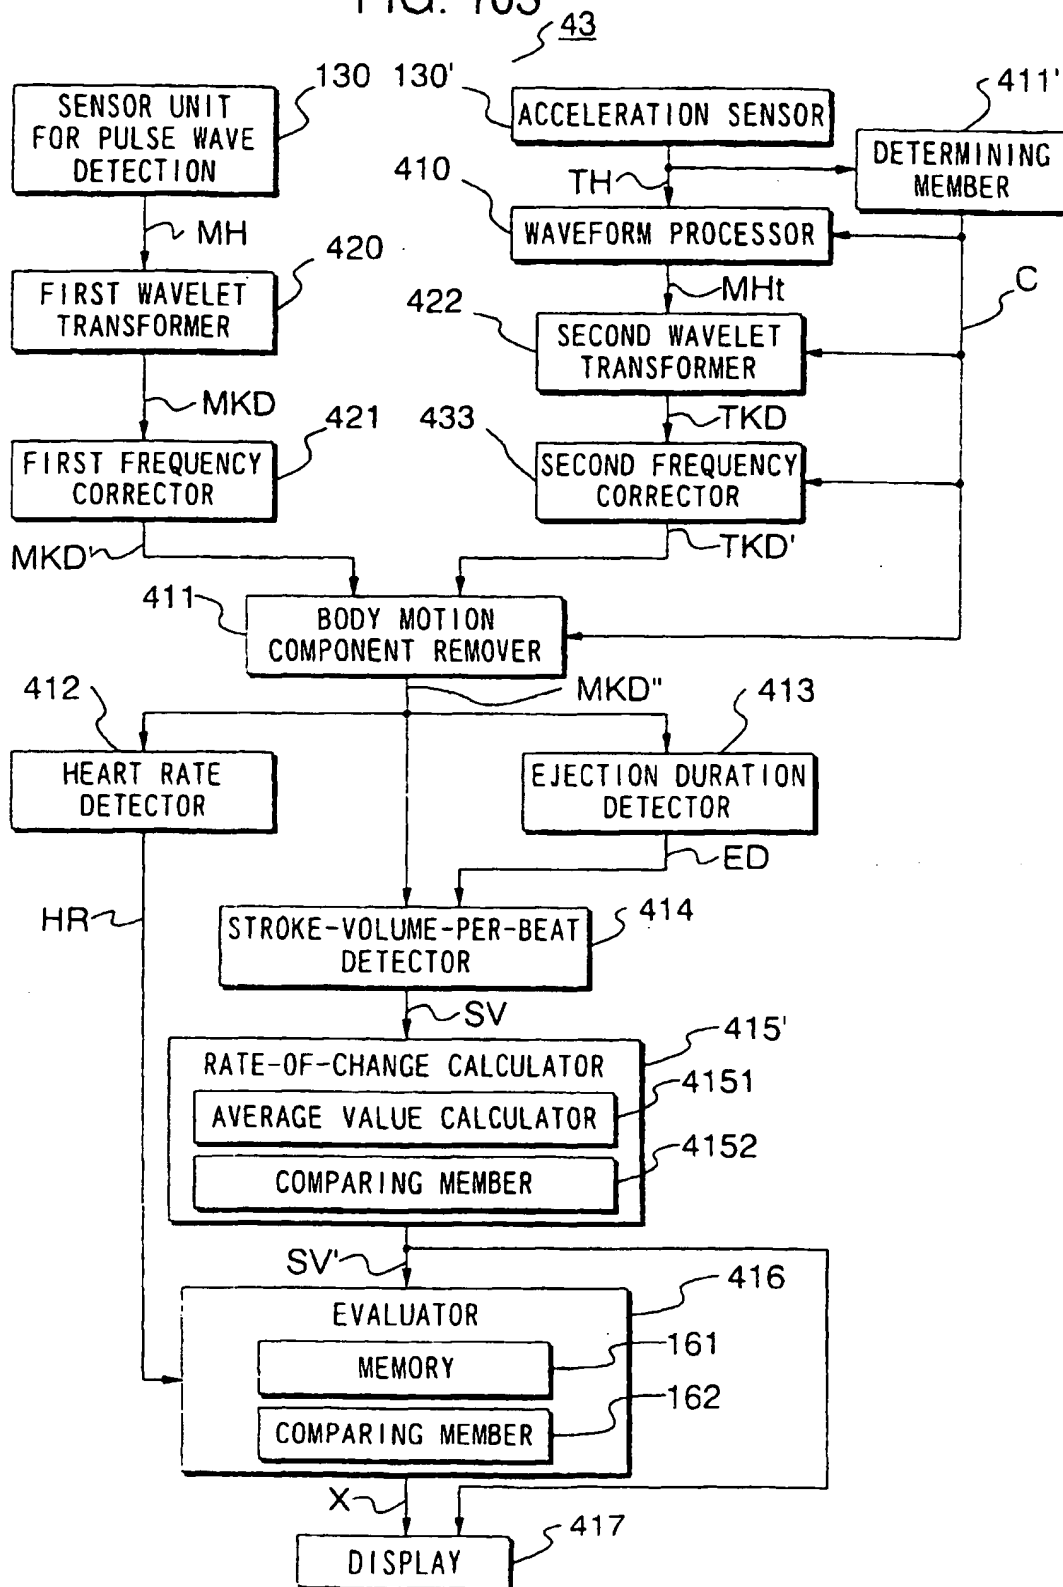 43
SENSOR UNIT
FOR PULSE WAVE
DETECTION
130
130'
ACCELERATION SENSOR
411'
DETERMINING
MEMBER
TH
410
WAVEFORM PROCESSOR
MH
420
FIRST WAVELET
TRANSFORMER
MHt
C
422
SECOND WAVELET
TRANSFORMER
MKD
TKD
421
433
FIRST FREQUENCY
CORRECTOR
SECOND FREQUENCY
CORRECTOR
MKD'
TKD'
411
BODY MOTION
COMPONENT REMOVER
MKD"
412
413
HEART RATE
DETECTOR
EJECTION DURATION
DETECTOR
ED
HR
STROKE-VOLUME-PER-BEAT
DETECTOR
414
SV
415'
RATE-OF-CHANGE CALCULATOR
4151
AVERAGE VALUE CALCULATOR
4152
COMPARING MEMBER
SV'
416
EVALUATOR
MEMORY
161
COMPARING MEMBER
162
X
417
DISPLAY